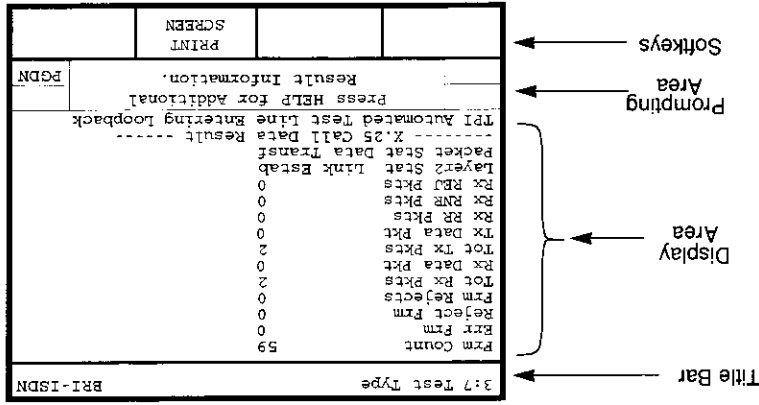 Title Bar
3:7 Test Type BRI-ISDN
Display
Area
Frm Count 59
Err Frm 0
Reject Frm 0
Frm Rejects 0
Tot Rx Pkts 2
Rx Data Pkt 0
Tot Tx Pkts 2
Tx Data Pkt 0
Rx RR Pkts 0
Rx RNR Pkts 0
Rx REJ Pkts 0
Layer2 Stat Link Estab
Packet Stat Data Transf
-------- X.25 Call Data Result ------
TPI Automated Test Line Entering Loopback
Prompting
Area
Press HELP for Additional
Result Information.
PGDN
Softkeys
PRINT
SCREEN